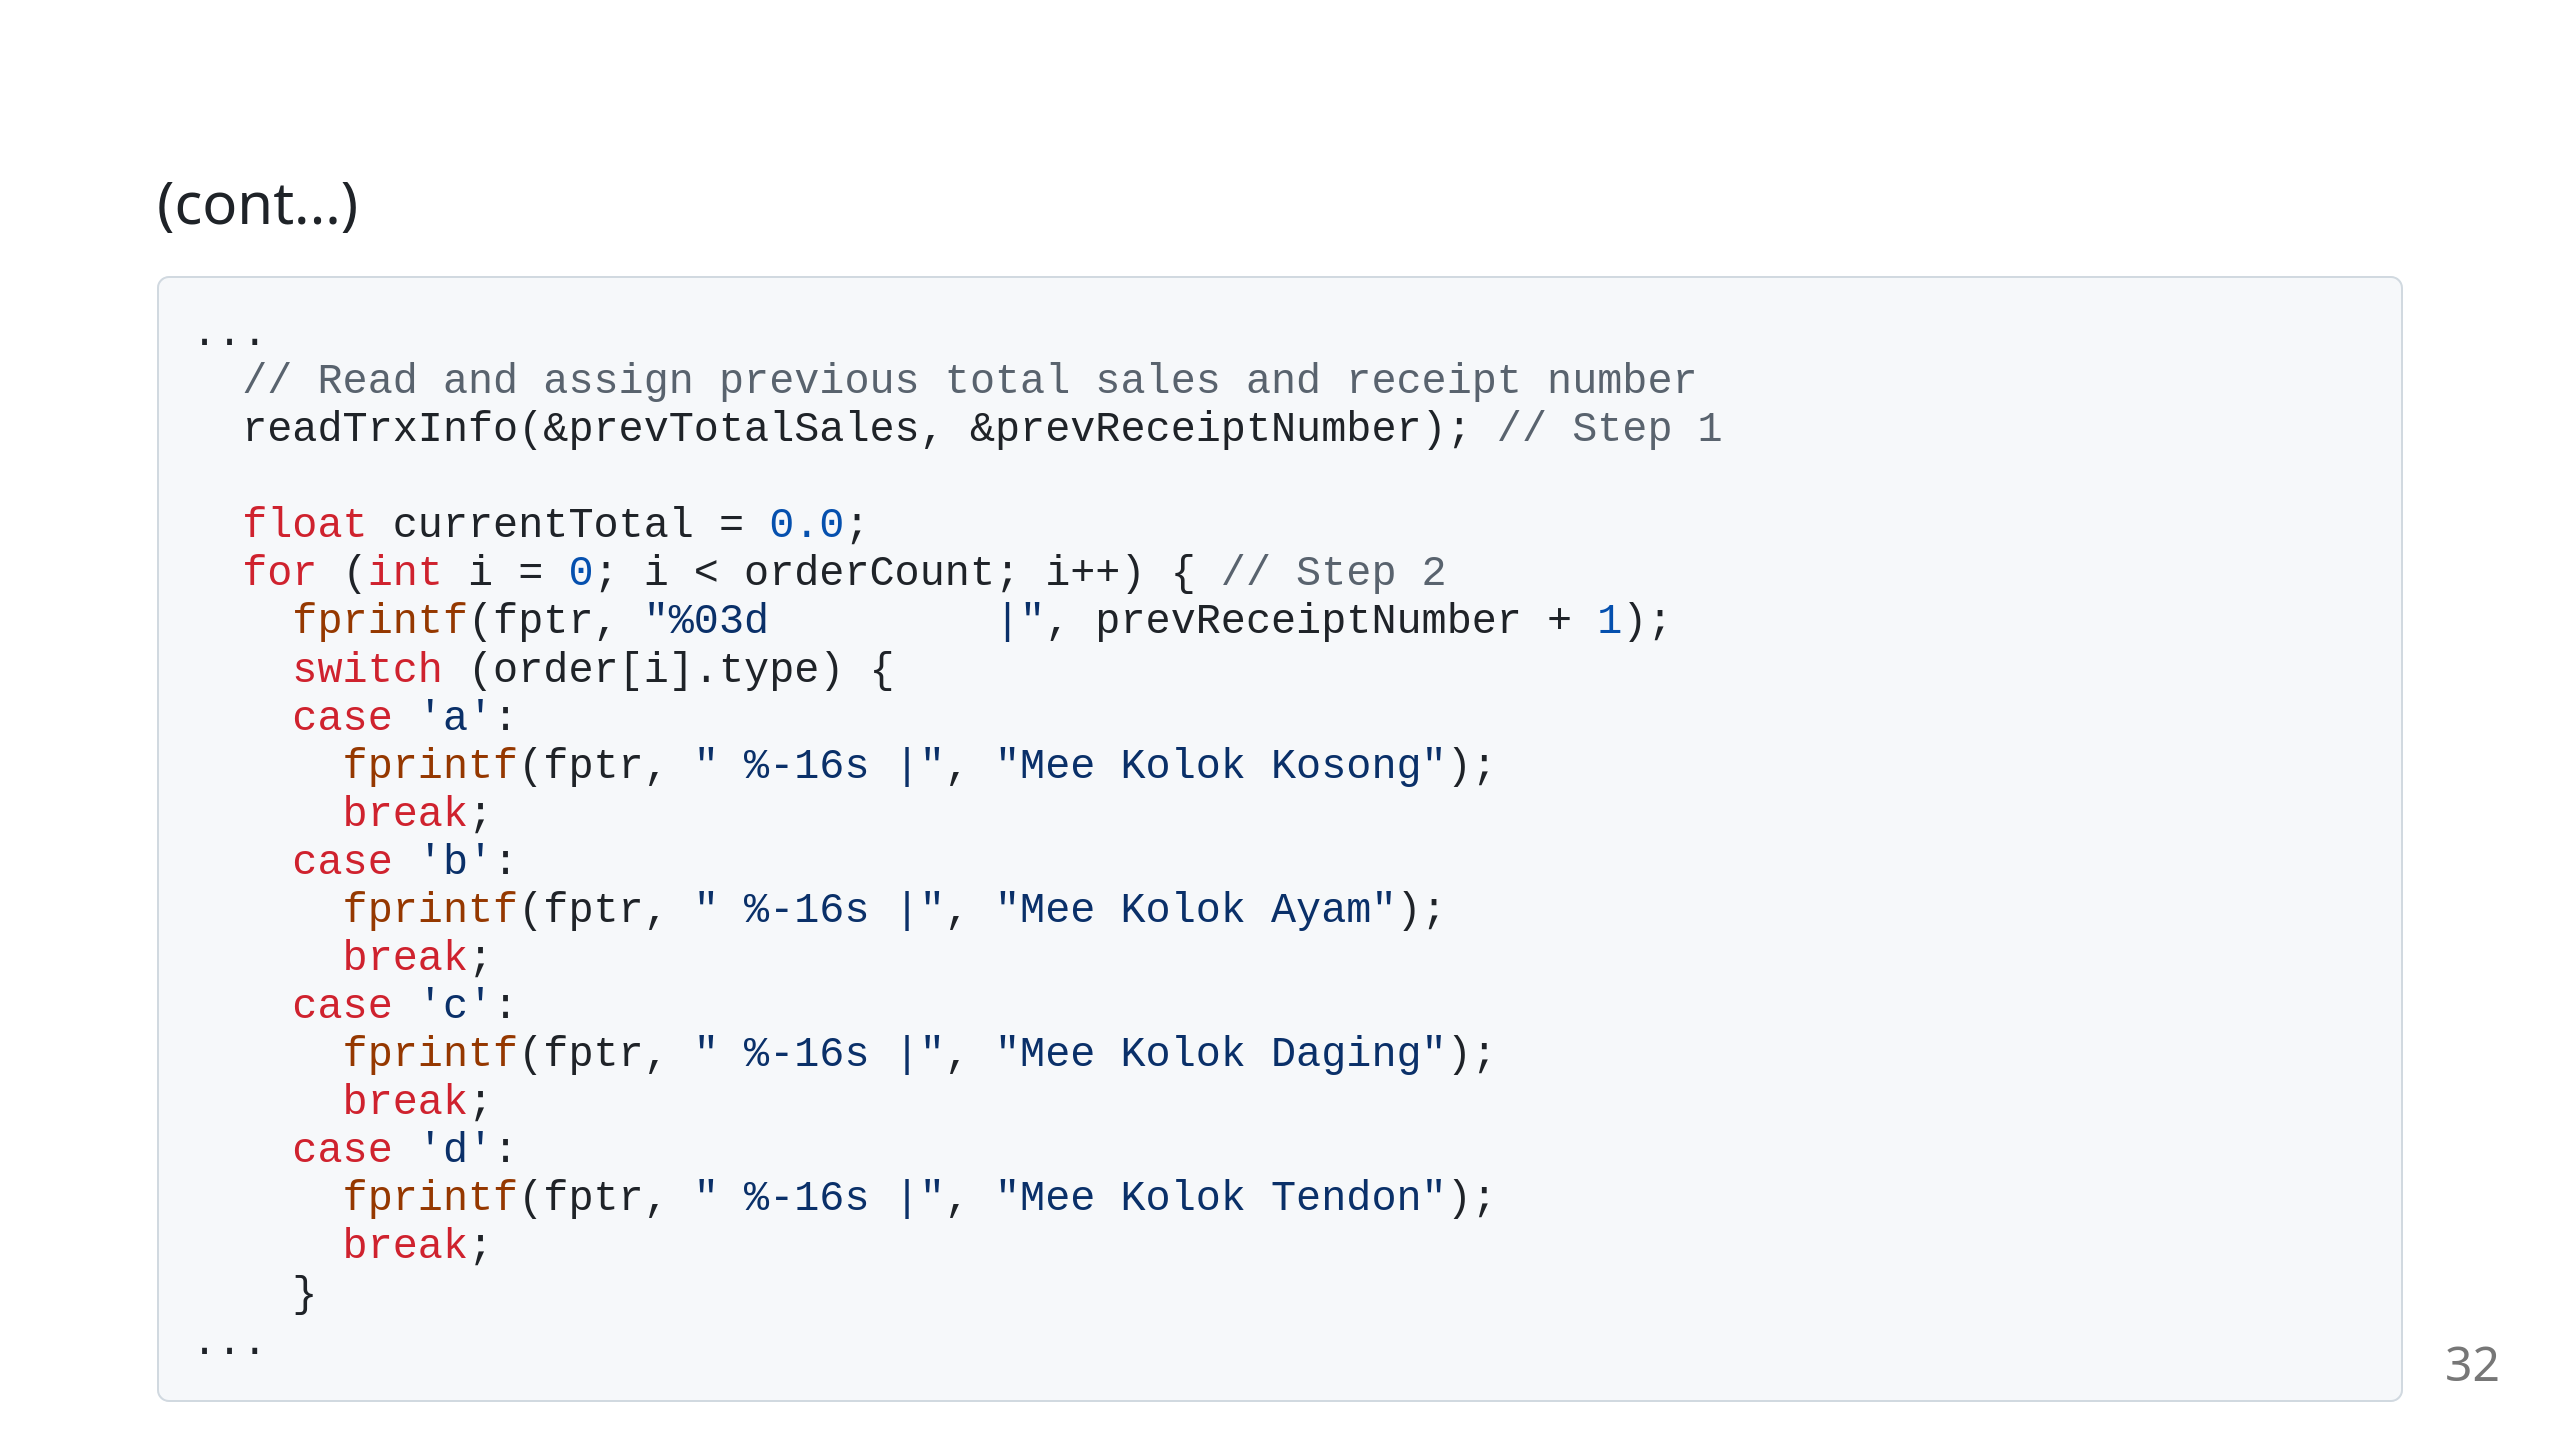 (cont...)
...
  // Read and assign previous total sales and receipt number
  readTrxInfo(&prevTotalSales, &prevReceiptNumber); // Step 1

  float currentTotal = 0.0;
  for (int i = 0; i < orderCount; i++) { // Step 2
    fprintf(fptr, "%03d         |", prevReceiptNumber + 1);
    switch (order[i].type) {
    case 'a':
      fprintf(fptr, " %-16s |", "Mee Kolok Kosong");
      break;
    case 'b':
      fprintf(fptr, " %-16s |", "Mee Kolok Ayam");
      break;
    case 'c':
      fprintf(fptr, " %-16s |", "Mee Kolok Daging");
      break;
    case 'd':
      fprintf(fptr, " %-16s |", "Mee Kolok Tendon");
      break;
    }
...
32